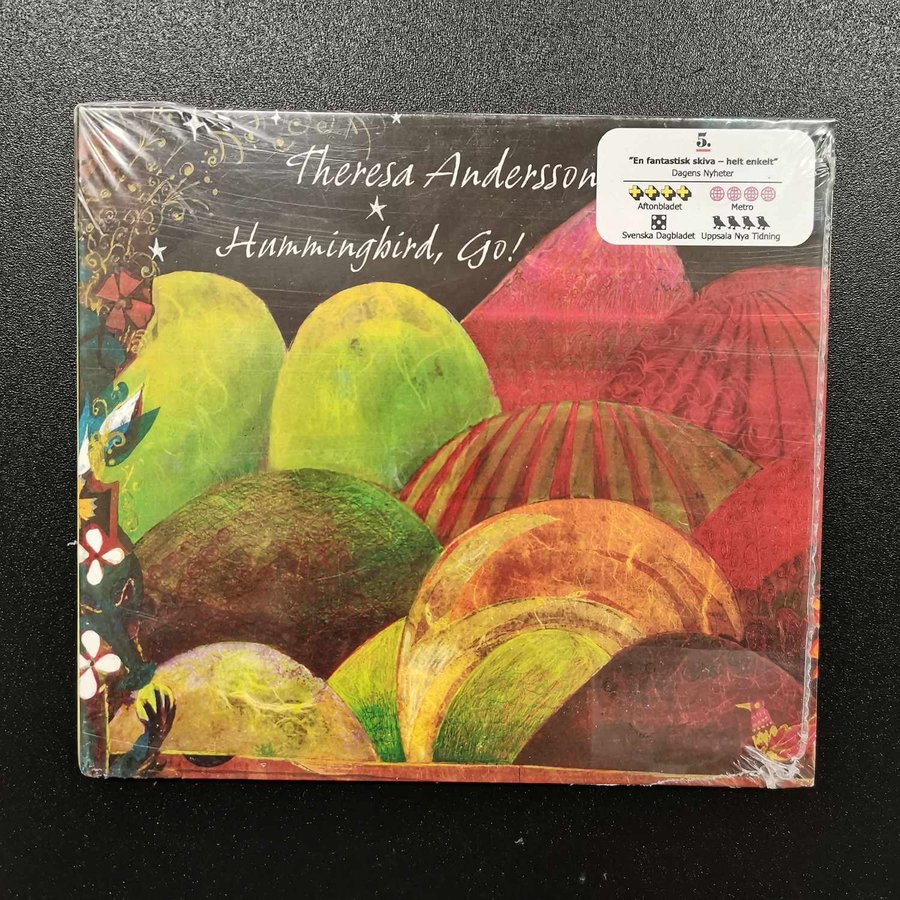 Theresa Andersson
Hummingbird, Go!
5.
"En fantastisk skiva – helt enkelt"
Dagens Nyheter
Aftonbladet Metro
Svenska Dagbladet Uppsala Nya Tidning